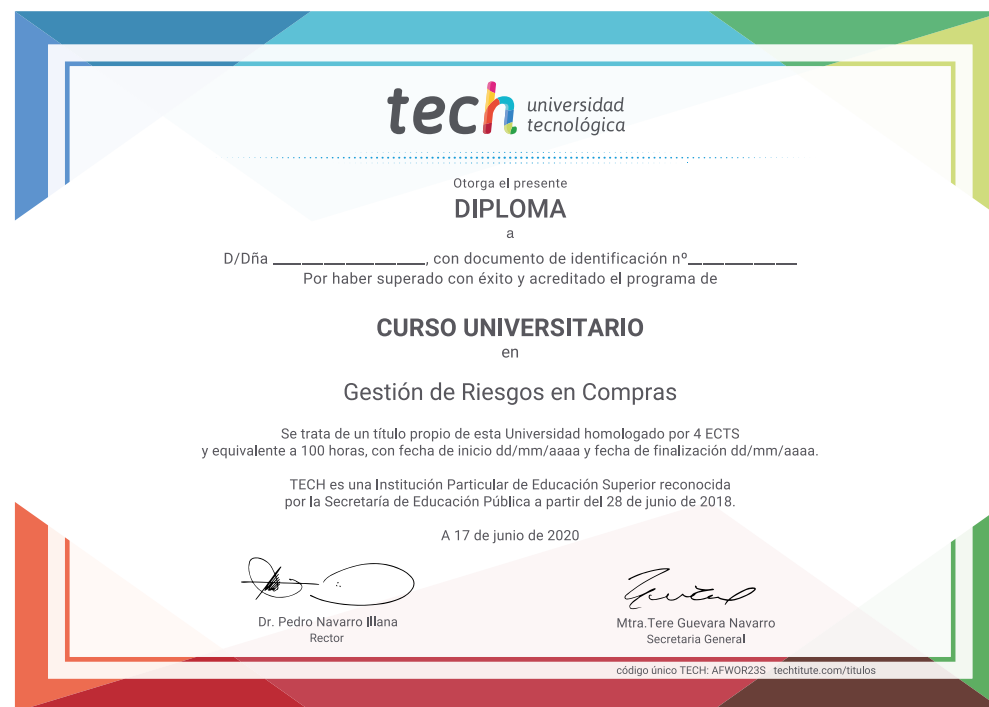 tech universidad
tecnológica
Otorga el presente
DIPLOMA
a
D/Dña ______________, con documento de identificación nº__________
Por haber superado con éxito y acreditado el programa de
CURSO UNIVERSITARIO
en
Gestión de Riesgos en Compras
Se trata de un título propio de esta Universidad homologado por 4 ECTS
y equivalente a 100 horas, con fecha de inicio dd/mm/aaaa y fecha de finalización dd/mm/aaaa.
TECH es una Institución Particular de Educación Superior reconocida
por la Secretaría de Educación Pública a partir del 28 de junio de 2018.
A 17 de junio de 2020
Dr. Pedro Navarro Illana
Rector
Mtra.Tere Guevara Navarro
Secretaria General
código único TECH: AFWOR23S techtitute.com/titulos